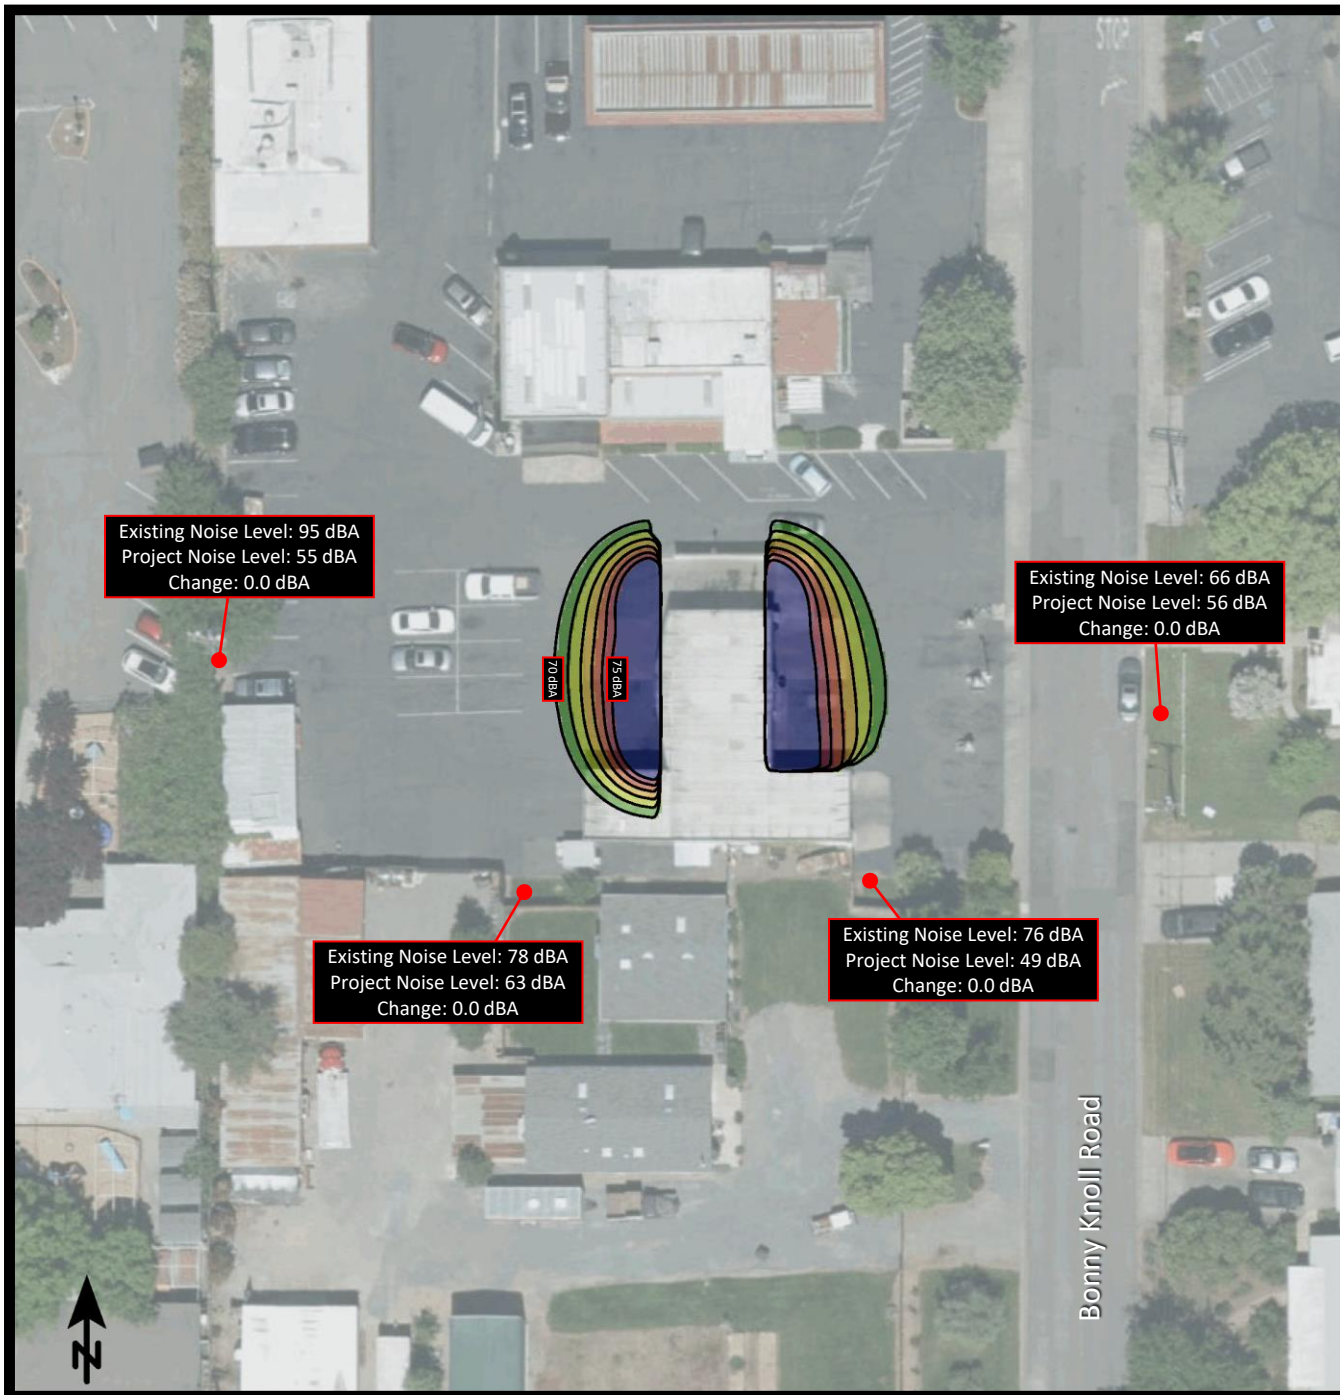 STOP
Existing Noise Level: 95 dBA
Project Noise Level: 55 dBA
Change: 0.0 dBA
Existing Noise Level: 66 dBA
Project Noise Level: 56 dBA
Change: 0.0 dBA
70 dBA
75 dBA
Existing Noise Level: 78 dBA
Project Noise Level: 63 dBA
Change: 0.0 dBA
Existing Noise Level: 76 dBA
Project Noise Level: 49 dBA
Change: 0.0 dBA
Bonny Knoll Road
N